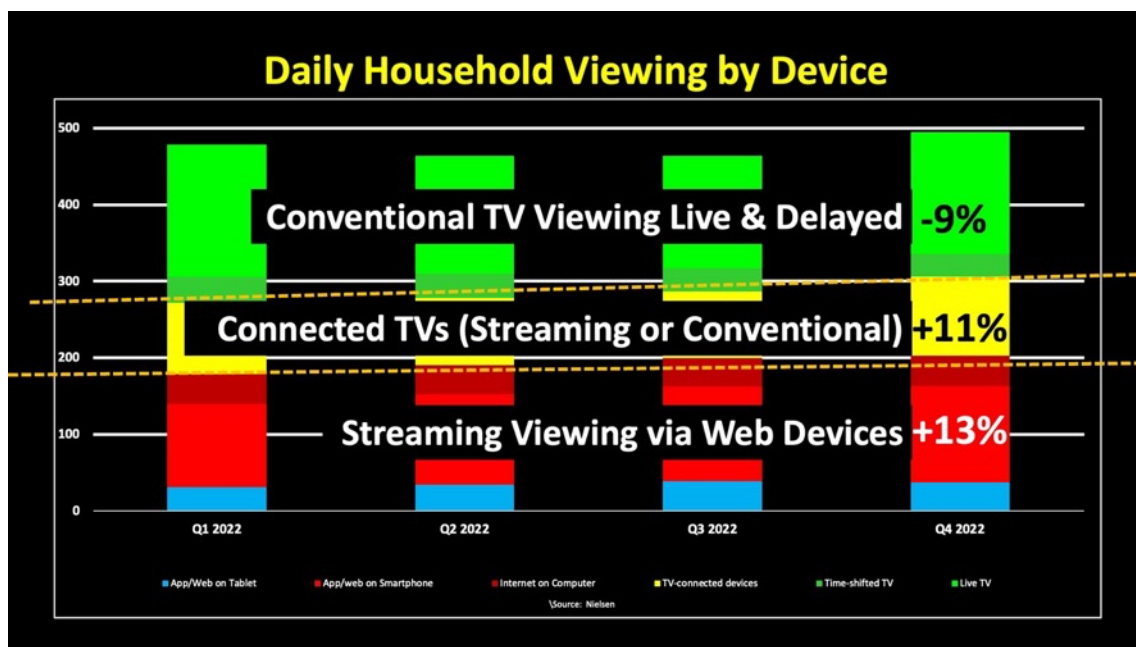 Daily Household Viewing by Device
500
400
300
200
100
0
Conventional TV Viewing Live & Delayed -9%
Connected TVs (Streaming or Conventional) +11%
Streaming Viewing via Web Devices +13%
Q1 2022 Q2 2022 Q3 2022 Q4 2022
App/Web on Tablet App/web on Smartphone Internet on Computer TV-connected devices Time-shifted TV Live TV
\Source: Nielsen